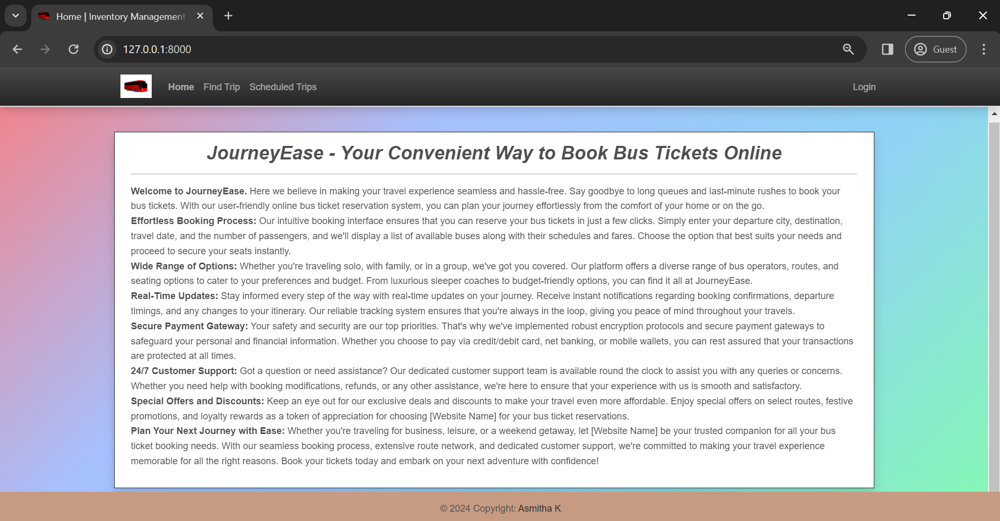 Home | Inventory Management
127.0.0.1:8000
Guest
Home Find Trip Scheduled Trips Login
JourneyEase - Your Convenient Way to Book Bus Tickets Online
Welcome to JourneyEase. Here we believe in making your travel experience seamless and hassle-free. Say goodbye to long queues and last-minute rushes to book your
bus tickets. With our user-friendly online bus ticket reservation system, you can plan your journey effortlessly from the comfort of your home or on the go.
Effortless Booking Process: Our intuitive booking interface ensures that you can reserve your bus tickets in just a few clicks. Simply enter your departure city, destination,
travel date, and the number of passengers, and we'll display a list of available buses along with their schedules and fares. Choose the option that best suits your needs and
proceed to secure your seats instantly.
Wide Range of Options: Whether you're traveling solo, with family, or in a group, we've got you covered. Our platform offers a diverse range of bus operators, routes, and
seating options to cater to your preferences and budget. From luxurious sleeper coaches to budget-friendly options, you can find it all at JourneyEase.
Real-Time Updates: Stay informed every step of the way with real-time updates on your journey. Receive instant notifications regarding booking confirmations, departure
timings, and any changes to your itinerary. Our reliable tracking system ensures that you're always in the loop, giving you peace of mind throughout your travels.
Secure Payment Gateway: Your safety and security are our top priorities. That's why we've implemented robust encryption protocols and secure payment gateways to
safeguard your personal and financial information. Whether you choose to pay via credit/debit card, net banking, or mobile wallets, you can rest assured that your transactions
are protected at all times.
24/7 Customer Support: Got a question or need assistance? Our dedicated customer support team is available round the clock to assist you with any queries or concerns.
Whether you need help with booking modifications, refunds, or any other assistance, we're here to ensure that your experience with us is smooth and satisfactory.
Special Offers and Discounts: Keep an eye out for our exclusive deals and discounts to make your travel even more affordable. Enjoy special offers on select routes, festive
promotions, and loyalty rewards as a token of appreciation for choosing [Website Name] for your bus ticket reservations.
Plan Your Next Journey with Ease: Whether you're traveling for business, leisure, or a weekend getaway, let [Website Name] be your trusted companion for all your bus
ticket booking needs. With our seamless booking process, extensive route network, and dedicated customer support, we're committed to making your travel experience
memorable for all the right reasons. Book your tickets today and embark on your next adventure with confidence!
© 2024 Copyright: Asmitha K